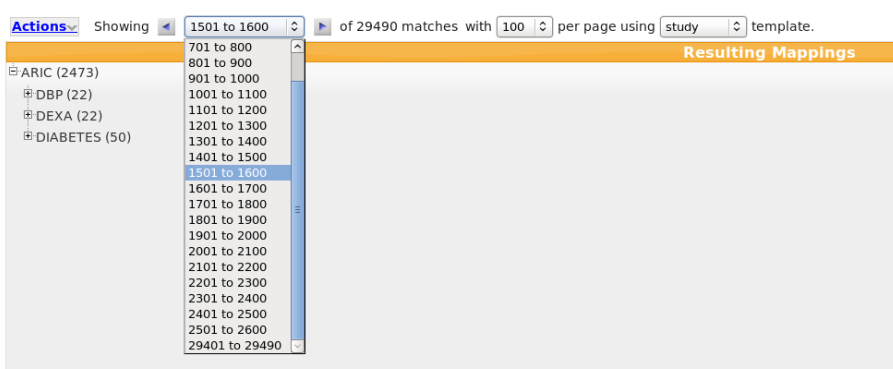 Actions Showing 1501 to 1600 of 29490 matches with 100 per page using study template.
Resulting Mappings
ARIC (2473)
DBP (22)
DEXA (22)
DIABETES (50)
701 to 800
801 to 900
901 to 1000
1001 to 1100
1101 to 1200
1201 to 1300
1301 to 1400
1401 to 1500
1501 to 1600
1601 to 1700
1701 to 1800
1801 to 1900
1901 to 2000
2001 to 2100
2101 to 2200
2201 to 2300
2301 to 2400
2401 to 2500
2501 to 2600
29401 to 29490